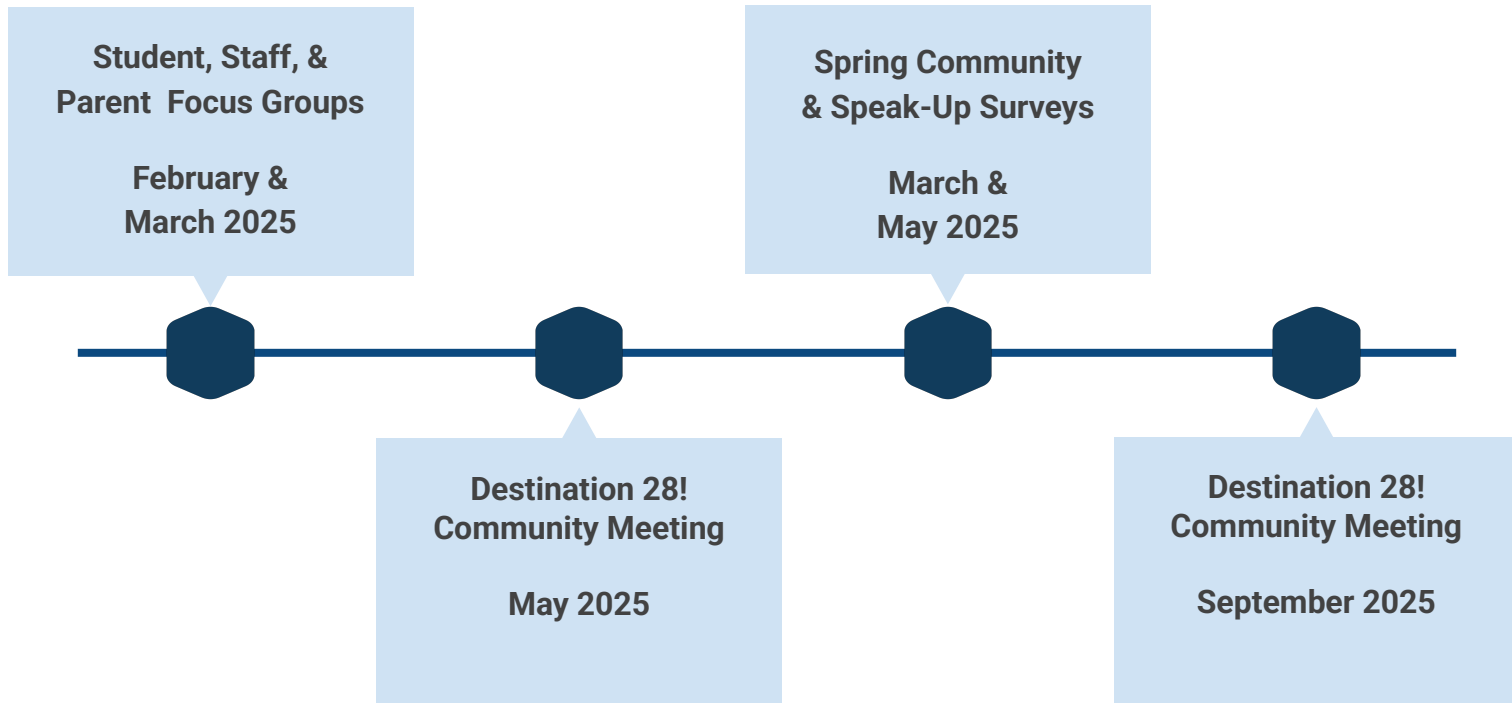 Student, Staff, &
Parent  Focus Groups
February &
March 2025
Destination 28!
Community Meeting
May 2025
Spring Community
& Speak-Up Surveys
March &
May 2025
Destination 28!
Community Meeting
September 2025